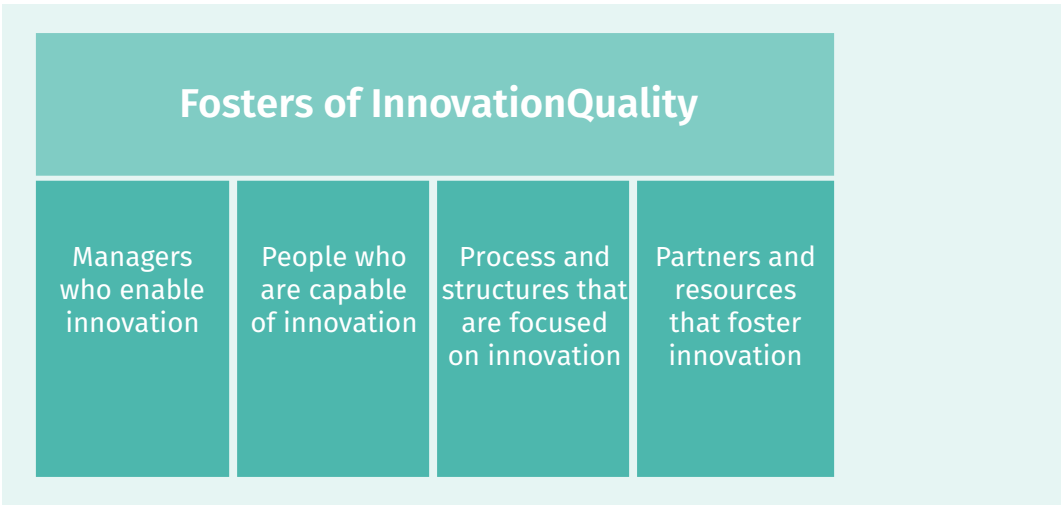 Fosters of InnovationQuality
Managers
who enable
innovation
People who
are capable
of innovation
Process and
structures that
are focused
on innovation
Partners and
resources
that foster
innovation